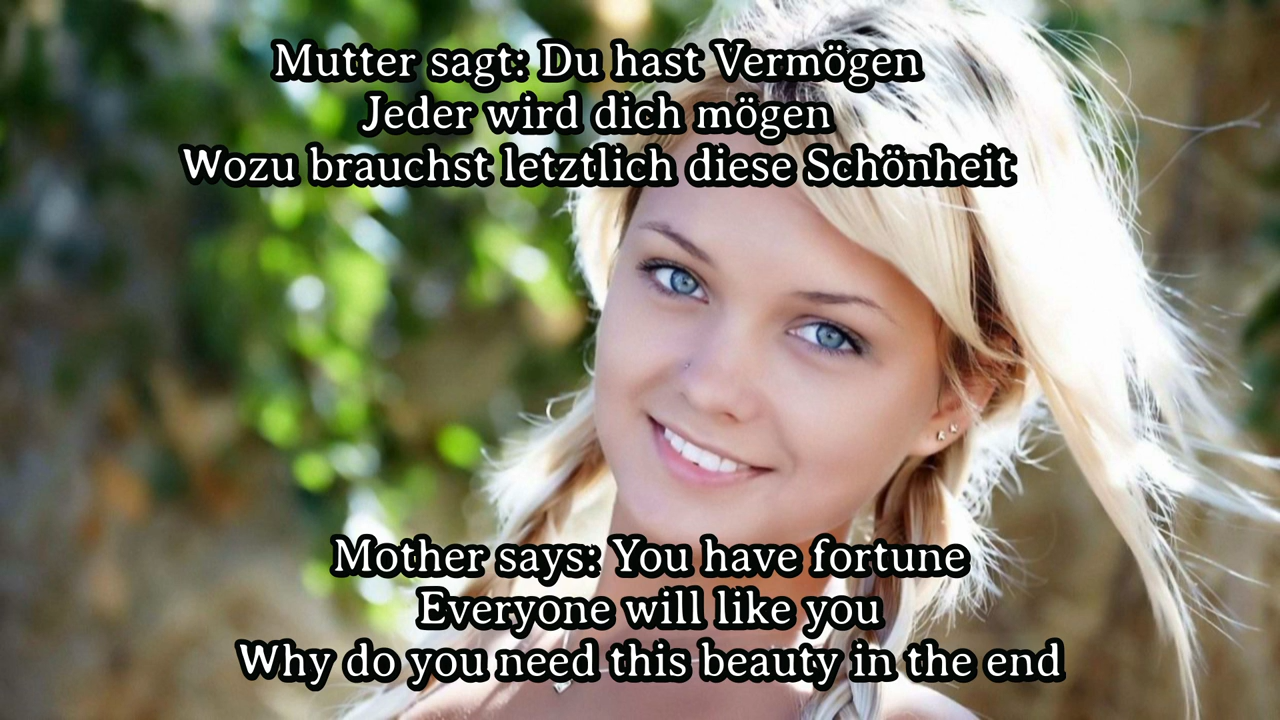 Mutter sagt: Du hast Vermögen
Jeder wird dich mögen
Wozu brauchst letztlich diese Schönheit
Mother says: You have fortune
Everyone will like you
Why do you need this beauty in the end